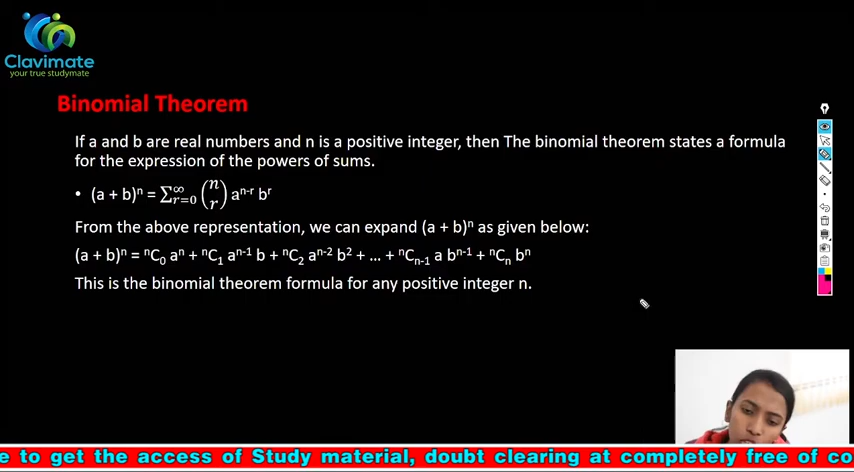 Clavimate
your true studymate
Binomial Theorem
If a and b are real numbers and n is a positive integer, then The binomial theorem states a formula
for the expression of the powers of sums.
• (a + b)ⁿ = ∑_{r=0}^{∞} (n r) aⁿ⁻ʳ bʳ
From the above representation, we can expand (a + b)ⁿ as given below:
(a + b)ⁿ = ⁿC₀ aⁿ + ⁿC₁ aⁿ⁻¹ b + ⁿC₂ aⁿ⁻² b² + … + ⁿCₙ₋₁ a bⁿ⁻¹ + ⁿCₙ bⁿ
This is the binomial theorem formula for any positive integer n.
e to get the access of Study material, doubt clearing at completely free of co